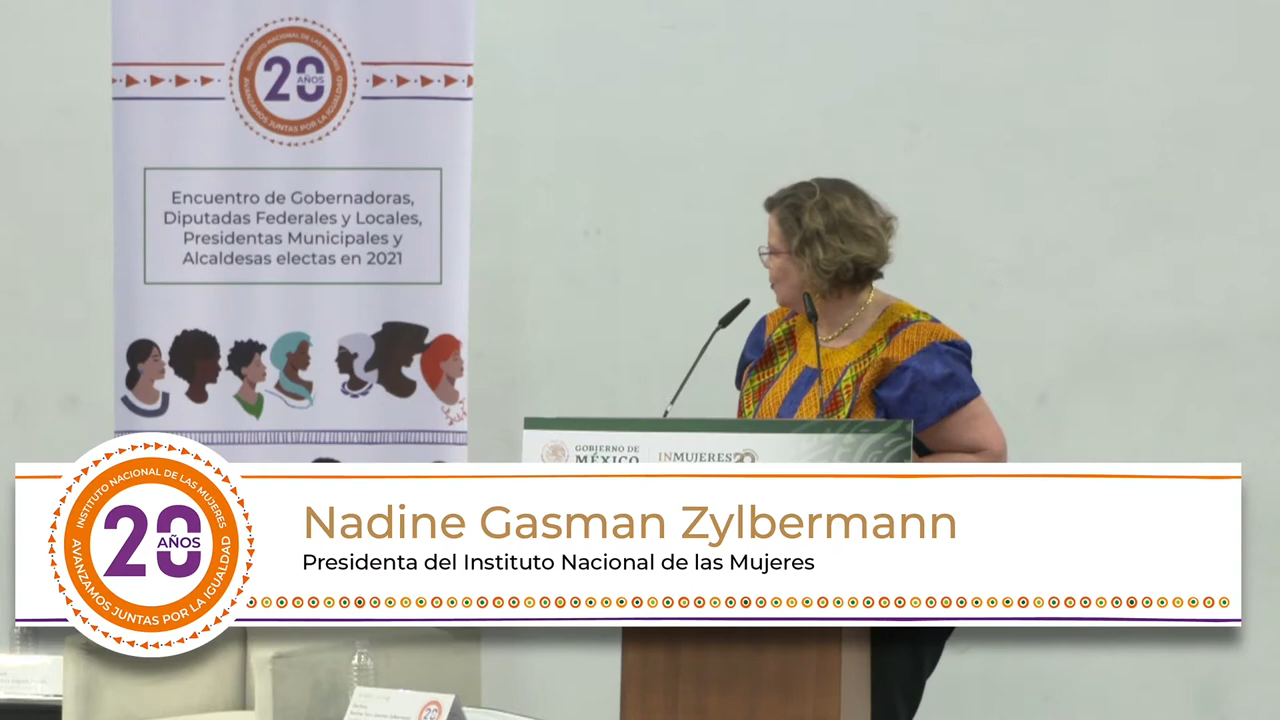 INSTITUTO NACIONAL DE LAS MUJERES
20 AÑOS
AVANZAMOS JUNTAS POR LA IGUALDAD
Encuentro de Gobernadoras,
Diputadas Federales y Locales,
Presidentas Municipales y
Alcaldesas electas en 2021
GOBIERNO DE
MÉXICO
INMUJERES
20
INSTITUTO NACIONAL DE LAS MUJERES
20 AÑOS
AVANZAMOS JUNTAS POR LA IGUALDAD
Nadine Gasman Zylbermann
Presidenta del Instituto Nacional de las Mujeres
20